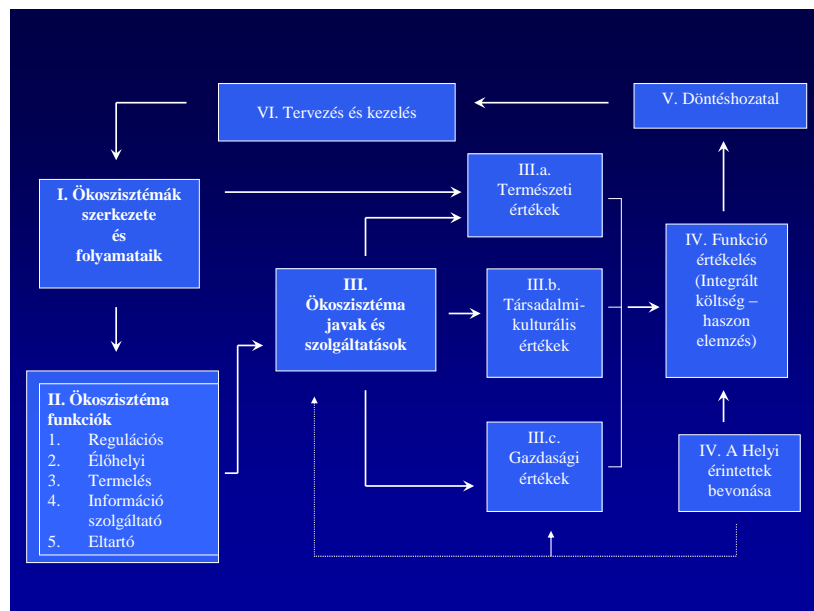 VI. Tervezés és kezelés
V. Döntéshozatal
I. Ökoszisztémák
szerkezete
és
folyamataik
III.a.
Természeti
értékek
III.
Ökoszisztéma
javak és
szolgáltatások
III.b.
Társadalmi-
kulturális
értékek
IV. Funkció
értékelés
(Integrált
költség –
haszon
elemzés)
II. Ökoszisztéma
funkciók
1. Regulációs
2. Élőhelyi
3. Termelés
4. Információ
szolgáltató
5. Eltartó
III.c.
Gazdasági
értékek
IV. A Helyi
érintettek
bevonása